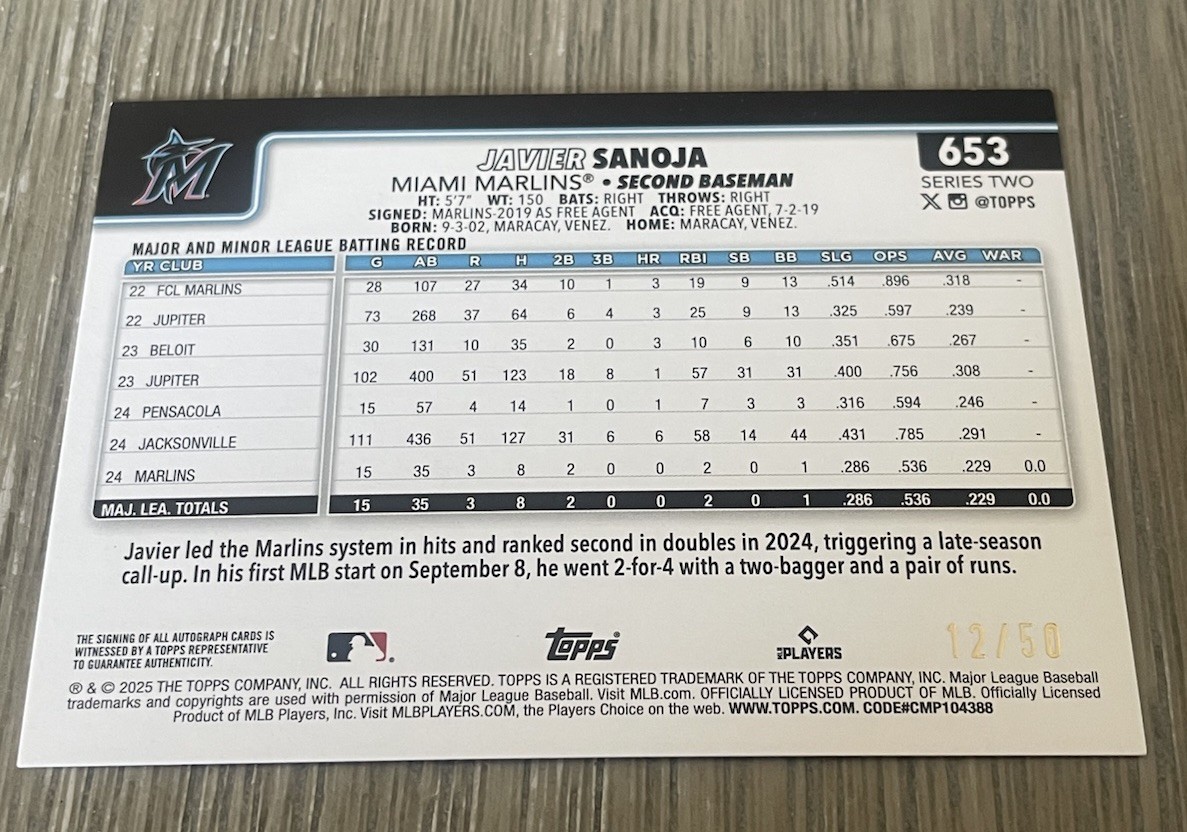 M
653
SERIES TWO
@TOPPS
JAVIER SANOJA
MIAMI MARLINS® • SECOND BASEMAN
HT: 5'7" WT: 150 BATS: RIGHT THROWS: RIGHT
SIGNED: MARLINS-2019 AS FREE AGENT ACQ: FREE AGENT, 7-2-19
BORN: 9-3-02, MARACAY, VENEZ. HOME: MARACAY, VENEZ.
MAJOR AND MINOR LEAGUE BATTING RECORD
YR CLUB G AB R H 2B 3B HR RBI SB BB SLG OPS AVG WAR
22 FCL MARLINS 28 107 27 34 10 1 3 19 9 13 .514 .896 .318 -
22 JUPITER 73 268 37 64 6 4 3 25 9 13 .325 .597 .239 -
23 BELOIT 30 131 10 35 2 0 3 10 6 10 .351 .675 .267 -
23 JUPITER 102 400 51 123 18 8 1 57 31 31 .400 .756 .308 -
24 PENSACOLA 15 57 4 14 1 0 1 7 3 3 .316 .594 .246 -
24 JACKSONVILLE 111 436 51 127 31 6 6 58 14 44 .431 .785 .291 -
24 MARLINS 15 35 3 8 2 0 0 2 0 1 .286 .536 .229 0.0
MAJ. LEA. TOTALS 15 35 3 8 2 0 0 2 0 1 .286 .536 .229 0.0
Javier led the Marlins system in hits and ranked second in doubles in 2024, triggering a late-season
call-up. In his first MLB start on September 8, he went 2-for-4 with a two-bagger and a pair of runs.
THE SIGNING OF ALL AUTOGRAPH CARDS IS
WITNESSED BY A TOPPS REPRESENTATIVE
TO GUARANTEE AUTHENTICITY.
Topps®
MLB PLAYERS
12/50
® & © 2025 THE TOPPS COMPANY, INC. ALL RIGHTS RESERVED. TOPPS IS A REGISTERED TRADEMARK OF THE TOPPS COMPANY, INC. Major League Baseball
trademarks and copyrights are used with permission of Major League Baseball. Visit MLB.com. OFFICIALLY LICENSED PRODUCT OF MLB. Officially Licensed
Product of MLB Players, Inc. Visit MLBPLAYERS.COM, the Players Choice on the web. WWW.TOPPS.COM. CODE#CMP104388